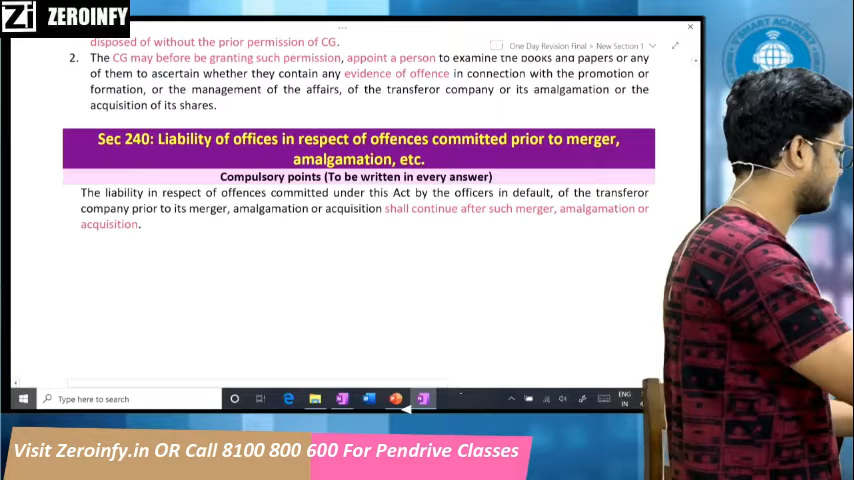 Zi ZEROINFY
disposed of without the prior permission of CG.
One Day Revision Final > New Section 1
2. The CG may before be granting such permission, appoint a person to examine the books and papers or any
of them to ascertain whether they contain any evidence of offence in connection with the promotion or
formation, or the management of the affairs, of the transferor company or its amalgamation or the
acquisition of its shares.
Sec 240: Liability of offices in respect of offences committed prior to merger,
amalgamation, etc.
Compulsory points (To be written in every answer)
The liability in respect of offences committed under this Act by the officers in default, of the transferor
company prior to its merger, amalgamation or acquisition shall continue after such merger, amalgamation or
acquisition.
Type here to search
ENG
IN
Visit Zeroinfy.in OR Call 8100 800 600 For Pendrive Classes